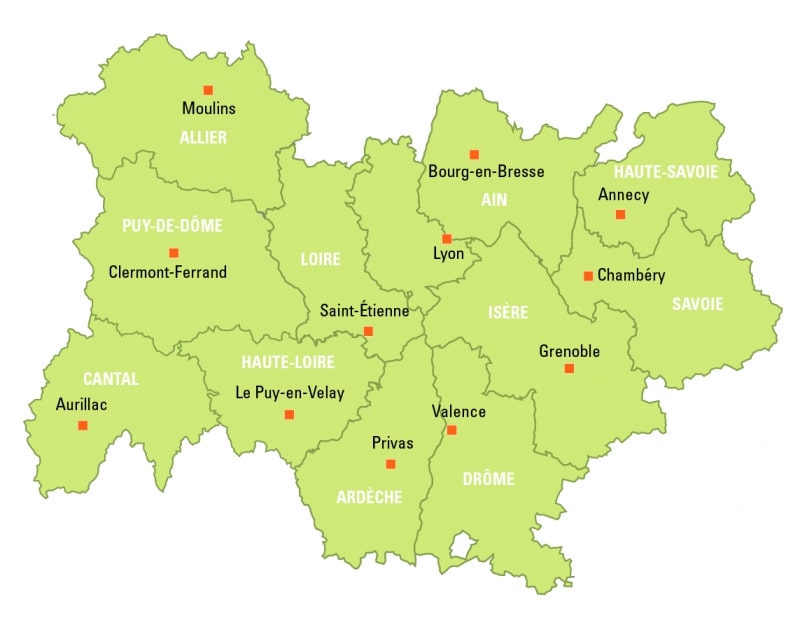 Moulins
ALLIER
Bourg-en-Bresse
AIN
HAUTE-SAVOIE
Annecy
PUY-DE-DÔME
Clermont-Ferrand
LOIRE
Lyon
Chambéry
SAVOIE
Saint-Étienne
ISÈRE
Grenoble
HAUTE-LOIRE
Le Puy-en-Velay
CANTAL
Aurillac
Valence
Privas
DRÔME
ARDÈCHE